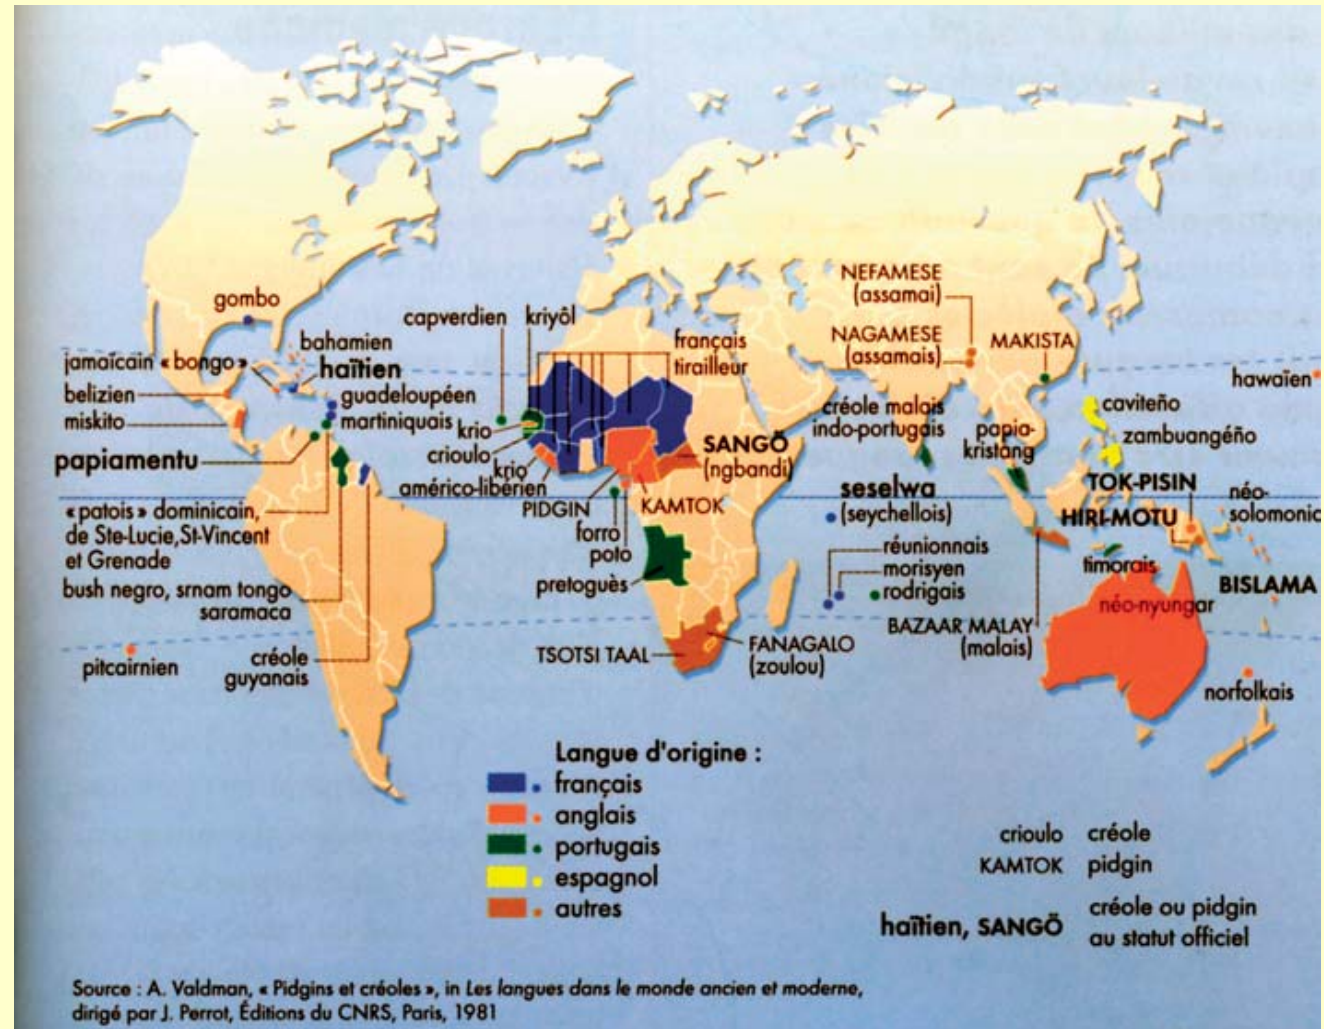 gombo
bahamien
jamaïcain « bongo »
haïtien
belizien
guadeloupéen
miskito
martiniquais
papiamentu
« patois » dominicain,
de Ste-Lucie, St-Vincent
et Grenade
bush negro, srnam tongo
saramaca
pitcairnien
créole
guyanais
capverdien
kriyôl
français
tirailleur
krio
crioulo
krio
américo-libérien
PIDGIN
KAMTOK
SANGÖ
(ngbandi)
forro
poto
pretoguès
TSOTSI TAAL
FANAGALO
(zoulou)
NEFAMESE
(assamai)
NAGAMESE
(assamais)
MAKISTA
hawaïen
créole malais
indo-portugais
papia-
kristang
caviteño
zambuangéño
seselwa
(seychellois)
TOK-PISIN
HIRI-MOTU
néo-
solomonic
réunionnais
morisyen
rodrigais
timorais
BISLAMA
néo-nyungar
BAZAAR MALAY
(malais)
norfolkais
Langue d'origine :
français
anglais
portugais
espagnol
autres
crioulo créole
KAMTOK pidgin
haïtien, SANGÖ créole ou pidgin
au statut officiel
Source : A. Valdman, « Pidgins et créoles », in Les langues dans le monde ancien et moderne,
dirigé par J. Perrot, Éditions du CNRS, Paris, 1981